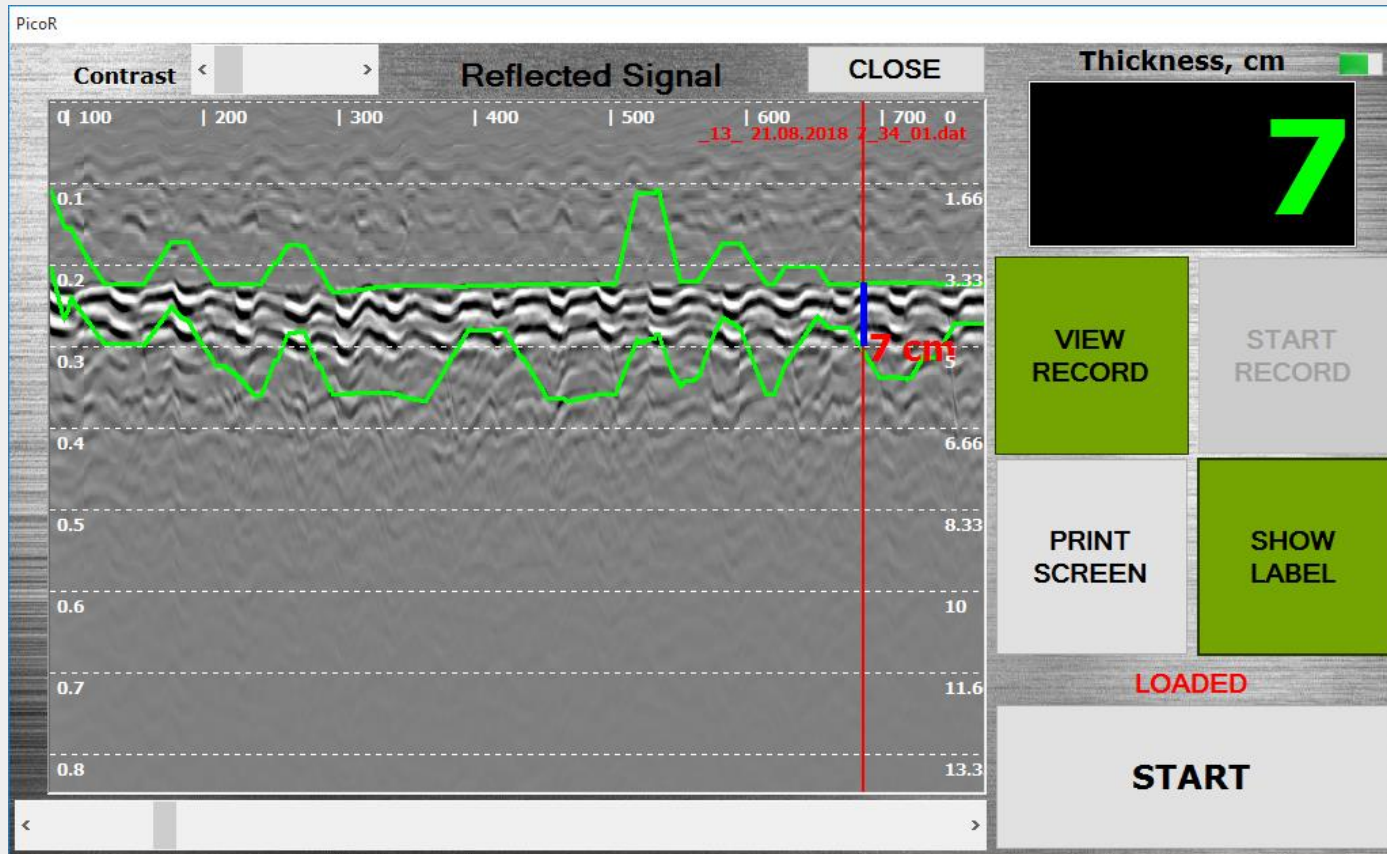 PicoR
Contrast
Reflected Signal
CLOSE
Thickness, cm
7
0 | 100 | 200 | 300 | 400 | 500 | 600 | 700 0
_13_ 21.08.2018 7_34_01.dat
0.1 1.66
0.2 3.33
7 cm
0.3 5
0.4 6.66
0.5 8.33
0.6 10
0.7 11.6
0.8 13.3
VIEW
RECORD
START
RECORD
PRINT
SCREEN
SHOW
LABEL
LOADED
START